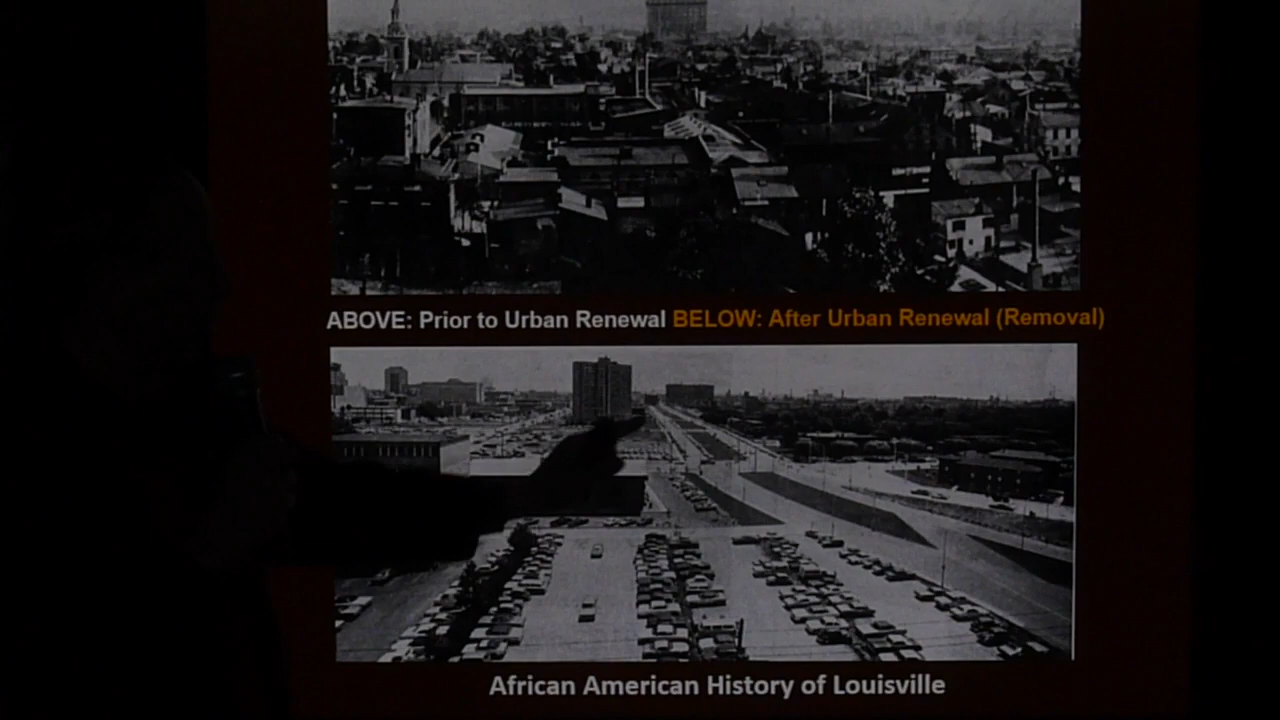 ABOVE: Prior to Urban Renewal BELOW: After Urban Renewal (Removal)
African American History of Louisville